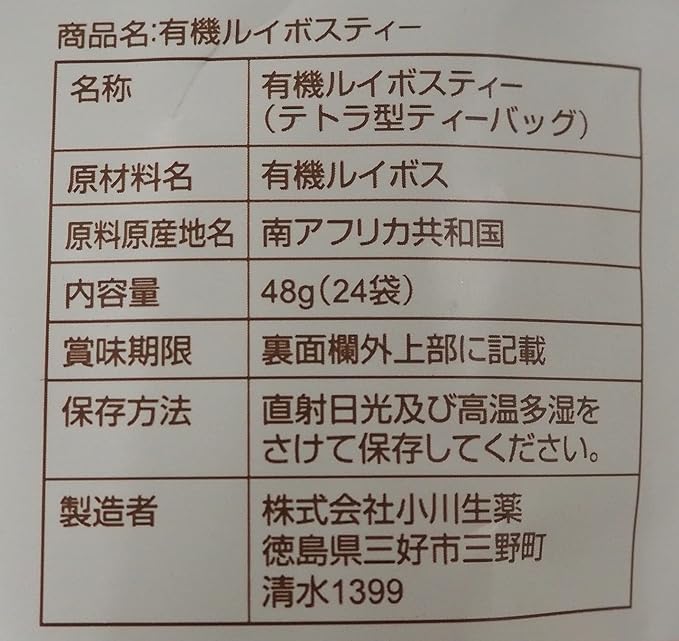 商品名:有機ルイボスティー
名称 有機ルイボスティー
(テトラ型ティーバッグ)
原材料名 有機ルイボス
原料原産地名 南アフリカ共和国
内容量 48g(24袋)
賞味期限 裏面欄外上部に記載
保存方法 直射日光及び高温多湿を
さけて保存してください。
製造者 株式会社小川生薬
徳島県三好市三野町
清水1399